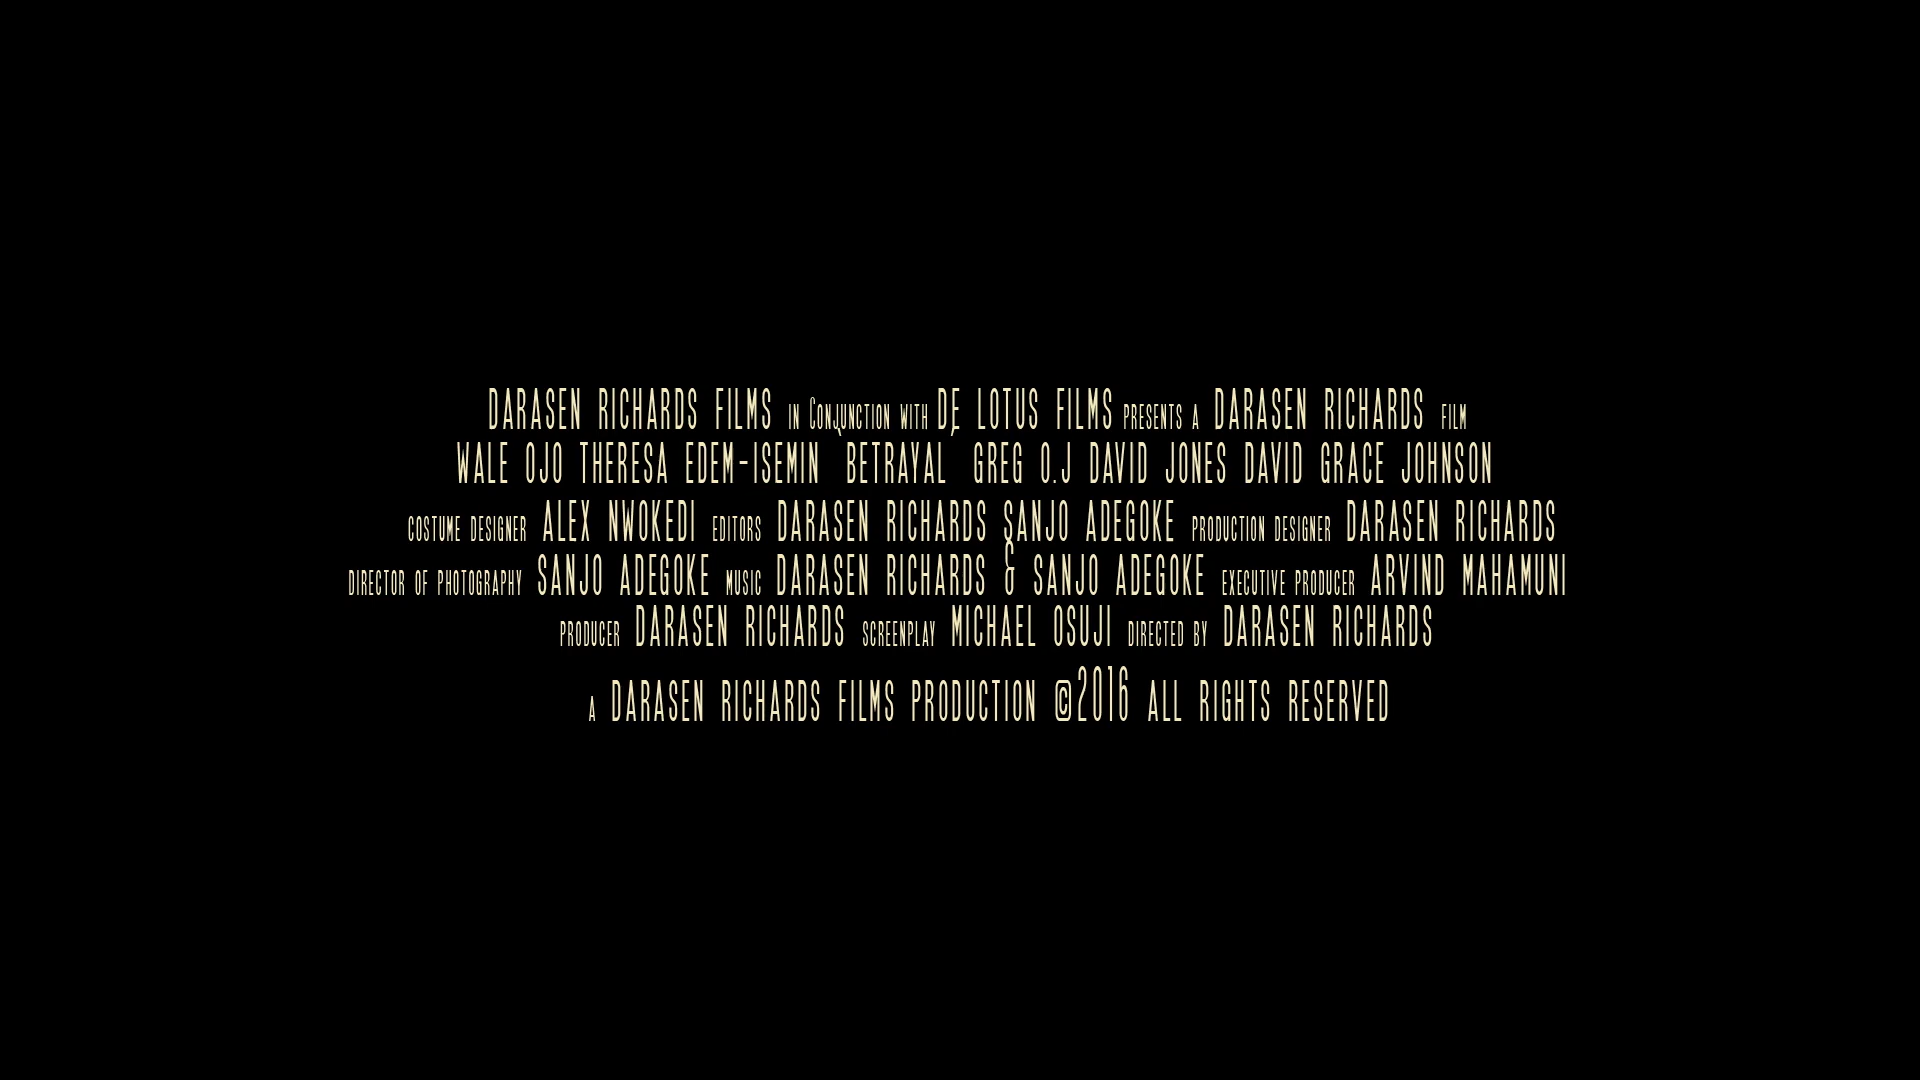 DARASEN RICHARDS FILMS IN CONJUNCTION WITH DE LOTUS FILMS PRESENTS A DARASEN RICHARDS FILM
WALE OJO THERESA EDEM-ISEMIN ‘BETRAYAL’ GREG O.J DAVID JONES DAVID GRACE JOHNSON
COSTUME DESIGNER ALEX NWOKEDI EDITORS DARASEN RICHARDS SANJO ADEGOKE PRODUCTION DESIGNER DARASEN RICHARDS
DIRECTOR OF PHOTOGRAPHY SANJO ADEGOKE MUSIC DARASEN RICHARDS & SANJO ADEGOKE EXECUTIVE PRODUCER ARVIND MAHAMUNI
PRODUCER DARASEN RICHARDS SCREENPLAY MICHAEL OSUJI DIRECTED BY DARASEN RICHARDS
A DARASEN RICHARDS FILMS PRODUCTION ©2016 ALL RIGHTS RESERVED